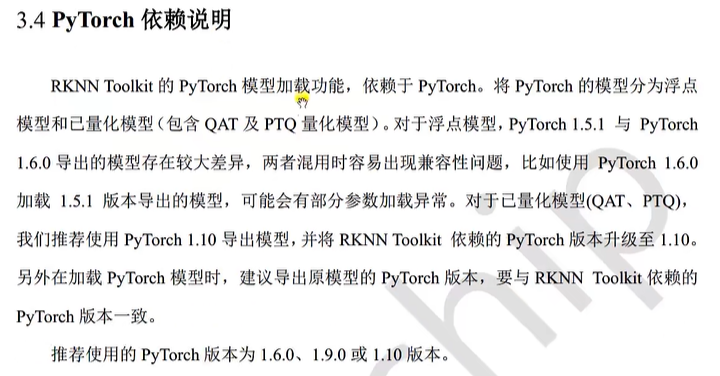 3.4 PyTorch 依赖说明
RKNN Toolkit 的 PyTorch 模型加载功能，依赖于 PyTorch。将 PyTorch 的模型分为浮点
模型和已量化模型（包含 QAT 及 PTQ 量化模型）。对于浮点模型，PyTorch 1.5.1 与 PyTorch
1.6.0 导出的模型存在较大差异，两者混用时容易出现兼容性问题，比如使用 PyTorch 1.6.0
加载 1.5.1 版本导出的模型，可能会有部分参数加载异常。对于已量化模型(QAT、PTQ)，
我们推荐使用 PyTorch 1.10 导出模型，并将 RKNN Toolkit 依赖的 PyTorch 版本升级至 1.10。
另外在加载 PyTorch 模型时，建议导出原模型的 PyTorch 版本，要与 RKNN Toolkit 依赖的
PyTorch 版本一致。
推荐使用的 PyTorch 版本为 1.6.0、1.9.0 或 1.10 版本。
chip